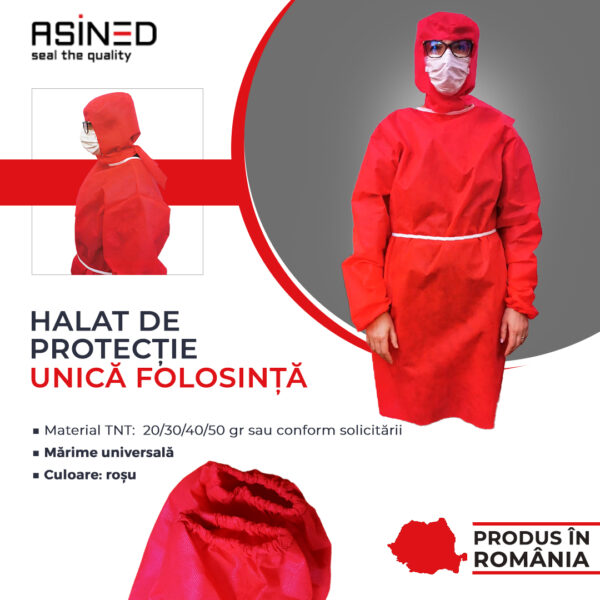 ASINED
seal the quality
HALAT DE
PROTECȚIE
UNICĂ FOLOSINȚĂ
Material TNT: 20/30/40/50 gr sau conform solicitării
Mărime universală
Culoare: roșu
PRODUS ÎN
ROMÂNIA